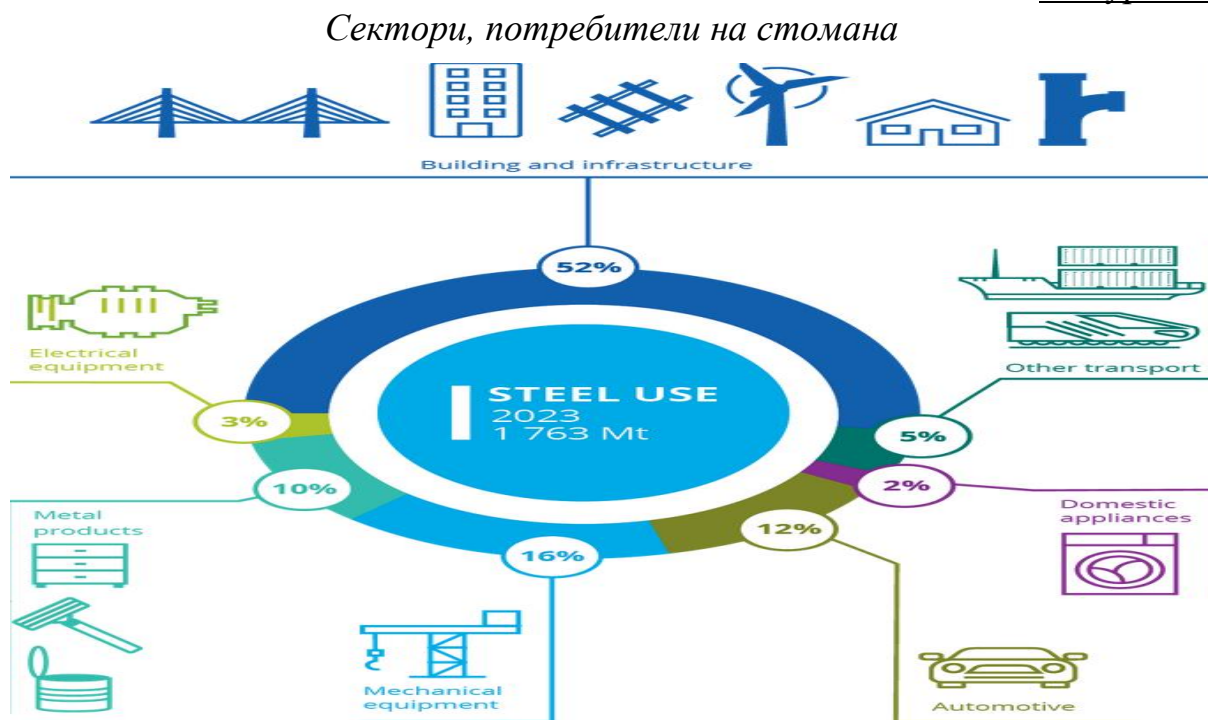 Сектори, потребители на стомана
Building and infrastructure
52%
Electrical
equipment
3%
Other transport
5%
STEEL USE
2023
1 763 Mt
10%
2%
Metal
products
Domestic
appliances
12%
16%
Mechanical
equipment
Automotive